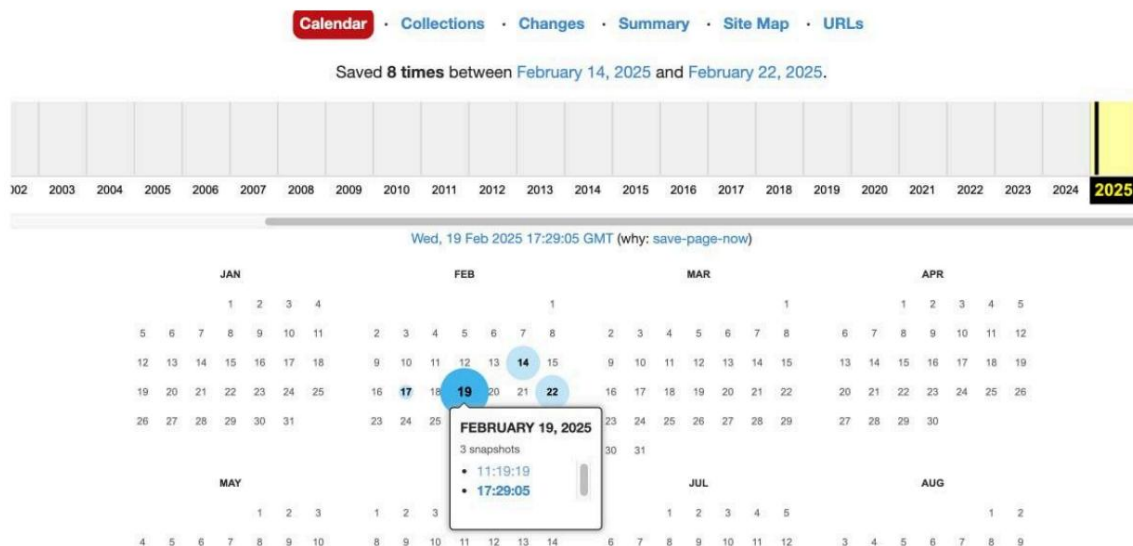 Calendar · Collections · Changes · Summary · Site Map · URLs
Saved 8 times between February 14, 2025 and February 22, 2025.
2003 2004 2005 2006 2007 2008 2009 2010 2011 2012 2013 2014 2015 2016 2017 2018 2019 2020 2021 2022 2023 2024 2025
Wed, 19 Feb 2025 17:29:05 GMT (why: save-page-now)
JAN FEB MAR APR
1 2 3 4 1 1 1 2 3 4 5
5 6 7 8 9 10 11 2 3 4 5 6 7 8 2 3 4 5 6 7 8 6 7 8 9 10 11 12
12 13 14 15 16 17 18 9 10 11 12 13 14 15 9 10 11 12 13 14 15 13 14 15 16 17 18 19
19 20 21 22 23 24 25 16 17 18 19 20 21 22 16 17 18 19 20 21 22 20 21 22 23 24 25 26
26 27 28 29 30 31 23 24 25 23 24 25 26 27 28 29 27 28 29 30
30 31
FEBRUARY 19, 2025
3 snapshots
• 11:19:19
• 17:29:05
MAY JUL AUG
1 2 3 1 2 3 1 2 3 4 5 1 2
4 5 6 7 8 9 10 8 9 10 11 12 13 14 6 7 8 9 10 11 12 3 4 5 6 7 8 9